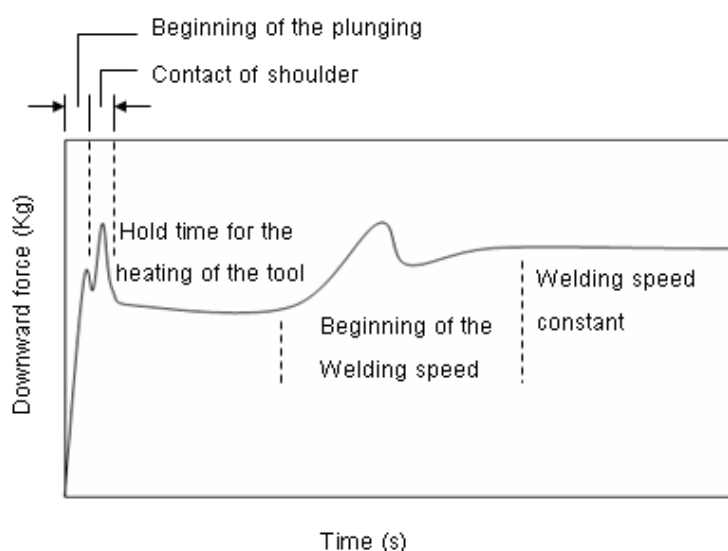 Beginning of the plunging
Contact of shoulder
Downward force (Kg)
Hold time for the
heating of the tool
Beginning of the
Welding speed
Welding speed
constant
Time (s)